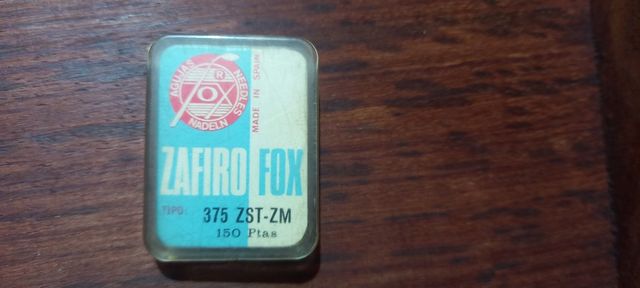 AGUJAS NEEDLES NADELN
FOX
R
MADE IN SPAIN
ZAFIRO FOX
TIPO: 375 ZST-ZM
150 Ptas